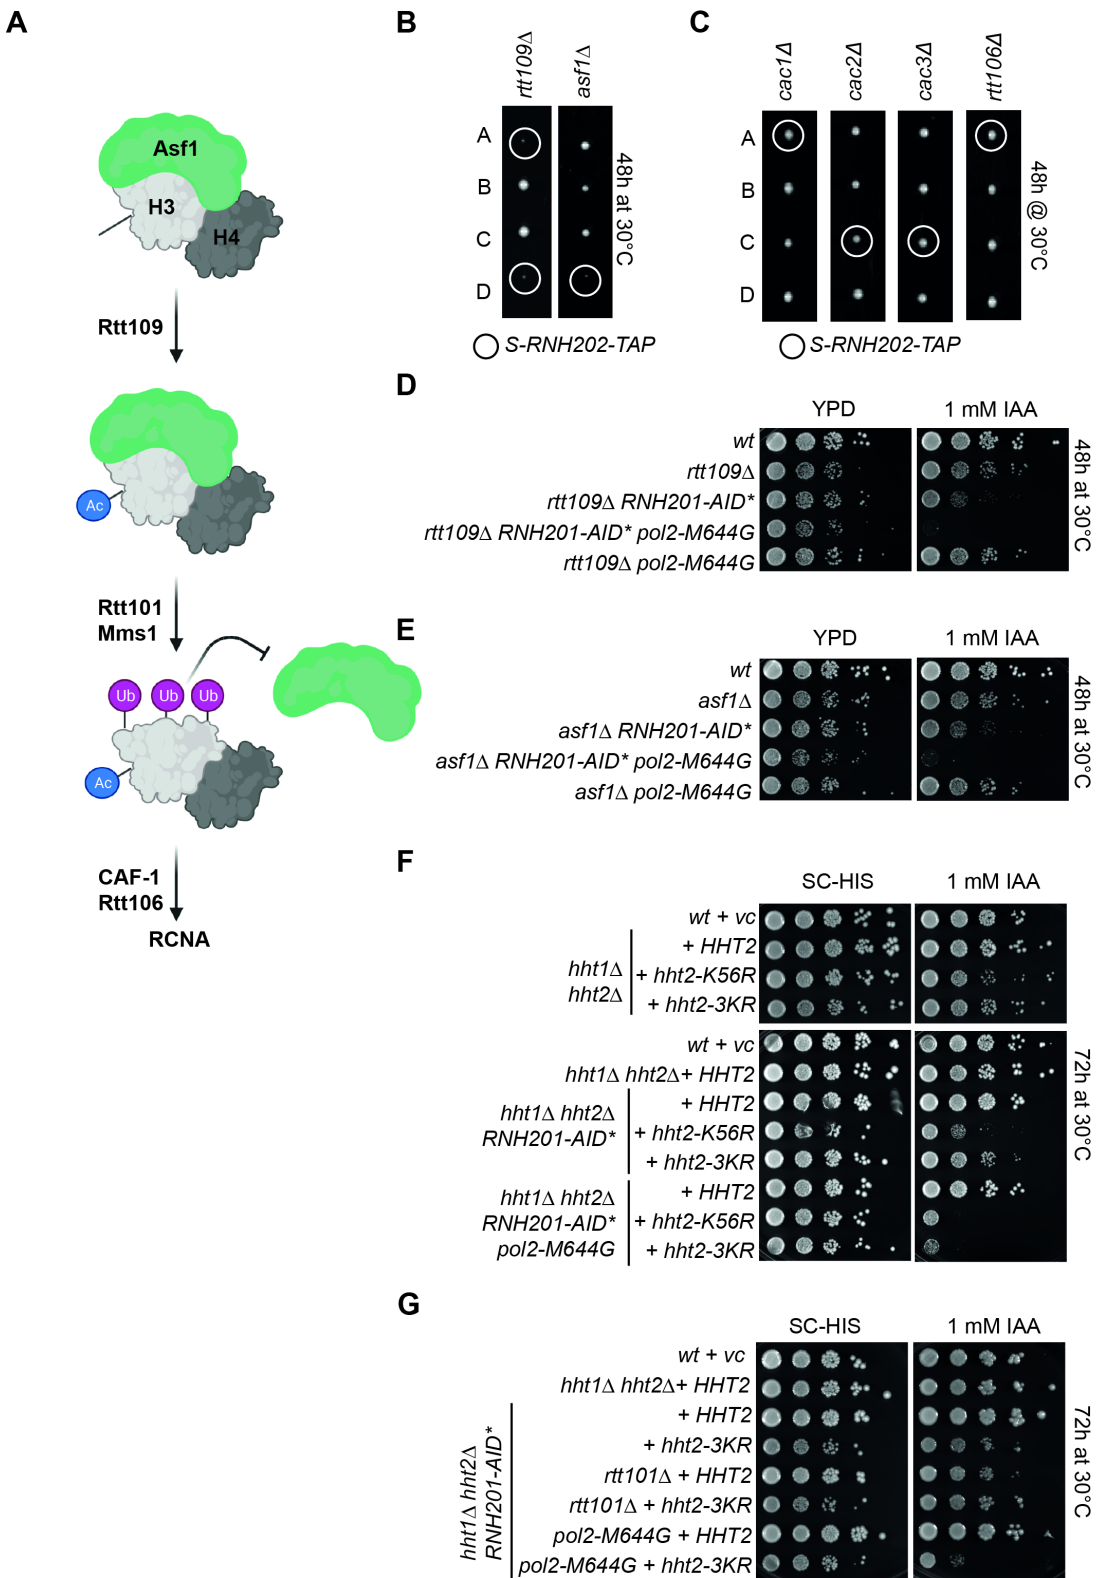 A
Asf1
H3
H4
Rtt109
Ac
Rtt101
Mms1
Ub Ub Ub
Ac
CAF-1
Rtt106
RCNA
B
rtt109Δ
asf1Δ
A
B
C
D
48h at 30°C
S-RNH202-TAP
C
cac1Δ
cac2Δ
cac3Δ
rtt106Δ
A
B
C
D
48h @ 30°C
S-RNH202-TAP
D
YPD
1 mM IAA
wt
rtt109Δ
rtt109Δ RNH201-AID*
rtt109Δ RNH201-AID* pol2-M644G
rtt109Δ pol2-M644G
48h at 30°C
E
YPD
1 mM IAA
wt
asf1Δ
asf1Δ RNH201-AID*
asf1Δ RNH201-AID* pol2-M644G
asf1Δ pol2-M644G
48h at 30°C
F
SC-HIS
1 mM IAA
wt + vc
hht1Δ
hht2Δ
+ HHT2
+ hht2-K56R
+ hht2-3KR
wt + vc
hht1Δ hht2Δ+ HHT2
hht1Δ hht2Δ
RNH201-AID*
+ HHT2
+ hht2-K56R
+ hht2-3KR
hht1Δ hht2Δ
RNH201-AID*
pol2-M644G
+ HHT2
+ hht2-K56R
+ hht2-3KR
72h at 30°C
G
SC-HIS
1 mM IAA
wt + vc
hht1Δ hht2Δ+ HHT2
hht1Δ hht2Δ
RNH201-AID*
+ HHT2
+ hht2-3KR
rtt101Δ + HHT2
rtt101Δ + hht2-3KR
pol2-M644G + HHT2
pol2-M644G + hht2-3KR
72h at 30°C